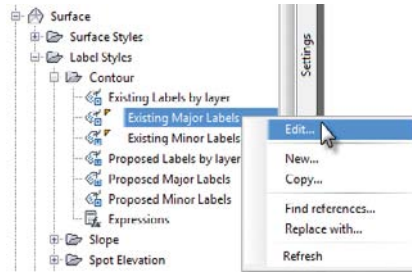 Surface
Surface Styles
Label Styles
Contour
Existing Labels by layer
Existing Major Labels
Existing Minor Labels
Proposed Labels by layer
Proposed Major Labels
Proposed Minor Labels
Expressions
Slope
Spot Elevation
Settings
Edit...
New...
Copy...
Find references...
Replace with...
Refresh